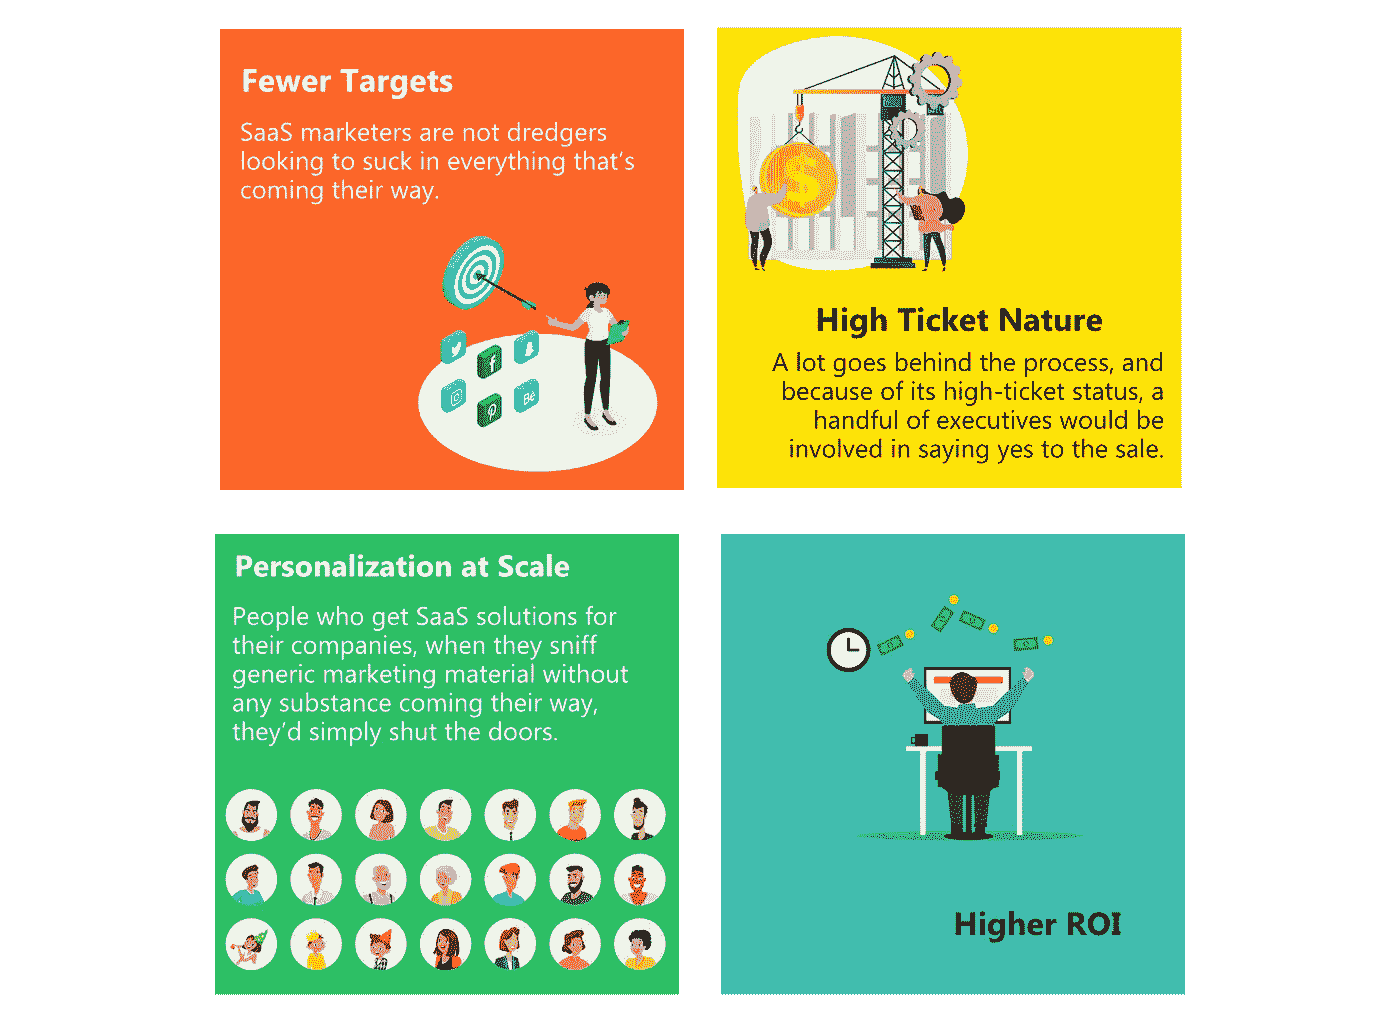 Fewer Targets
SaaS marketers are not dredgers
looking to suck in everything that's
coming their way.
Bē
High Ticket Nature
A lot goes behind the process, and
because of its high-ticket status, a
handful of executives would be
involved in saying yes to the sale.
Personalization at Scale
People who get SaaS solutions for
their companies, when they sniff
generic marketing material without
any substance coming their way,
they'd simply shut the doors.
Higher ROI